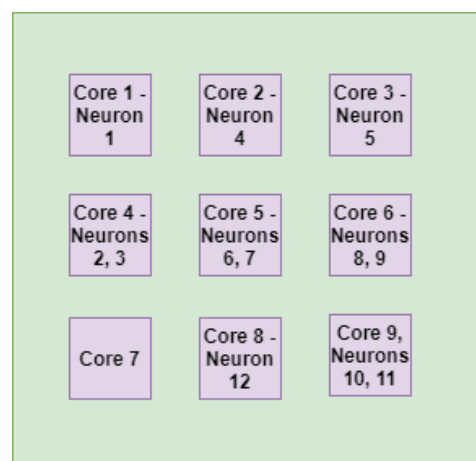 Core 1 -
Neuron
1
Core 2 -
Neuron
4
Core 3 -
Neuron
5
Core 4 -
Neurons
2, 3
Core 5 -
Neurons
6, 7
Core 6 -
Neurons
8, 9
Core 7
Core 8 -
Neuron
12
Core 9,
Neurons
10, 11